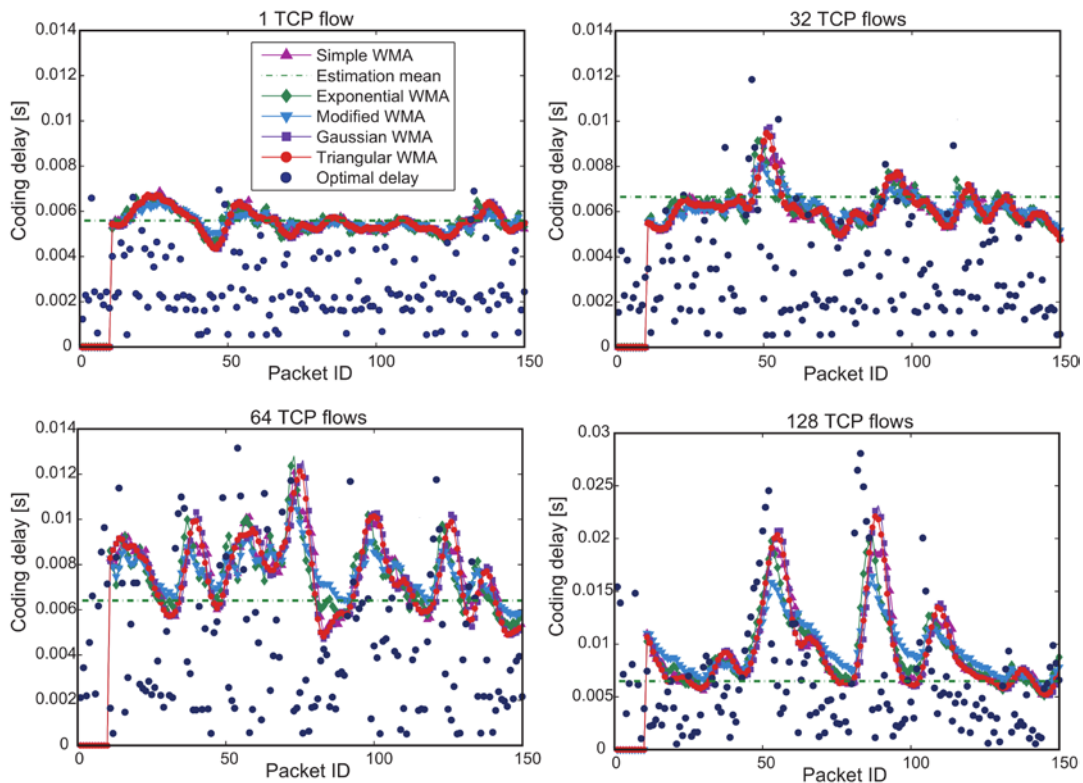 1 TCP flow
0.014
0.012
0.01
0.008
0.006
0.004
0.002
0
Coding delay [s]
Simple WMA
Estimation mean
Exponential WMA
Modified WMA
Gaussian WMA
Triangular WMA
Optimal delay
0
50
100
150
Packet ID
32 TCP flows
0.014
0.012
0.01
0.008
0.006
0.004
0.002
0
Coding delay [s]
0
50
100
150
Packet ID
64 TCP flows
0.014
0.012
0.01
0.008
0.006
0.004
0.002
0
Coding delay [s]
0
50
100
150
Packet ID
128 TCP flows
0.03
0.025
0.02
0.015
0.01
0.005
0
Coding delay [s]
0
50
100
150
Packet ID